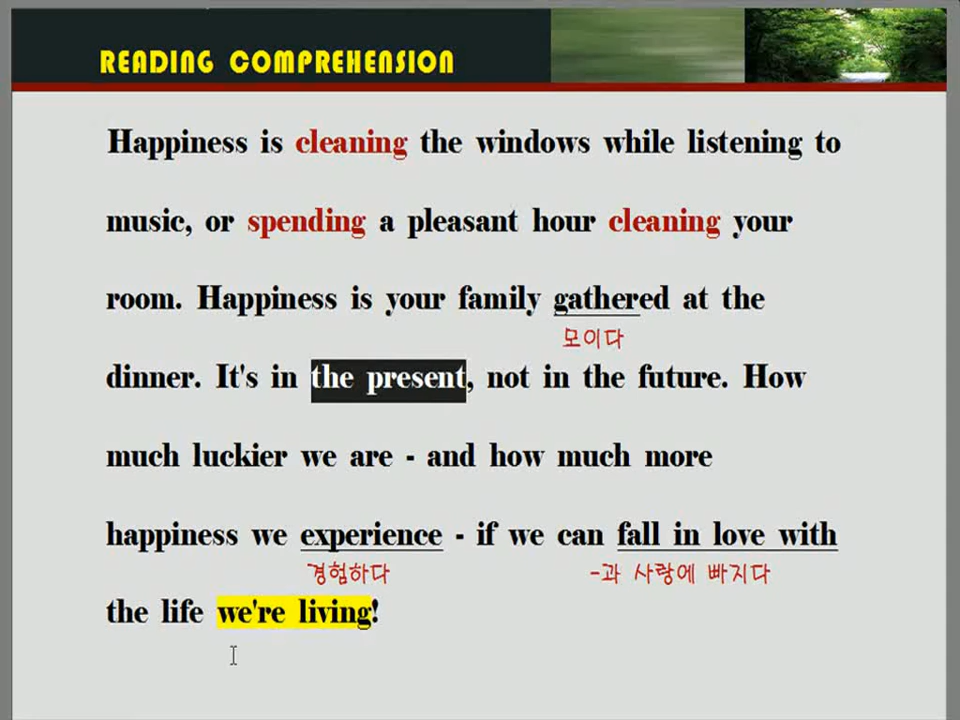 READING COMPREHENSION
Happiness is cleaning the windows while listening to
music, or spending a pleasant hour cleaning your
room. Happiness is your family gathered at the
모이다
dinner. It's in the present, not in the future. How
much luckier we are - and how much more
happiness we experience - if we can fall in love with
경험하다 -과 사랑에 빠지다
the life we're living!